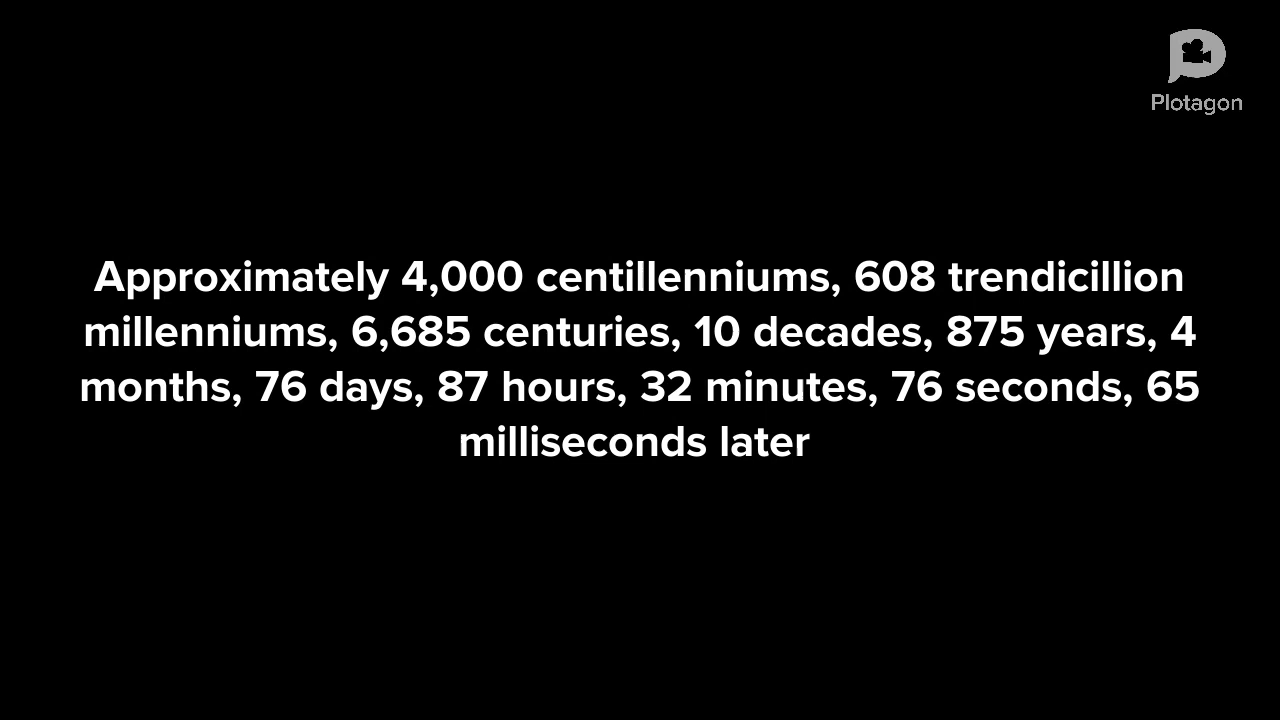 Plotagon
Approximately 4,000 centillenniums, 608 trendicillion
millenniums, 6,685 centuries, 10 decades, 875 years, 4
months, 76 days, 87 hours, 32 minutes, 76 seconds, 65
milliseconds later